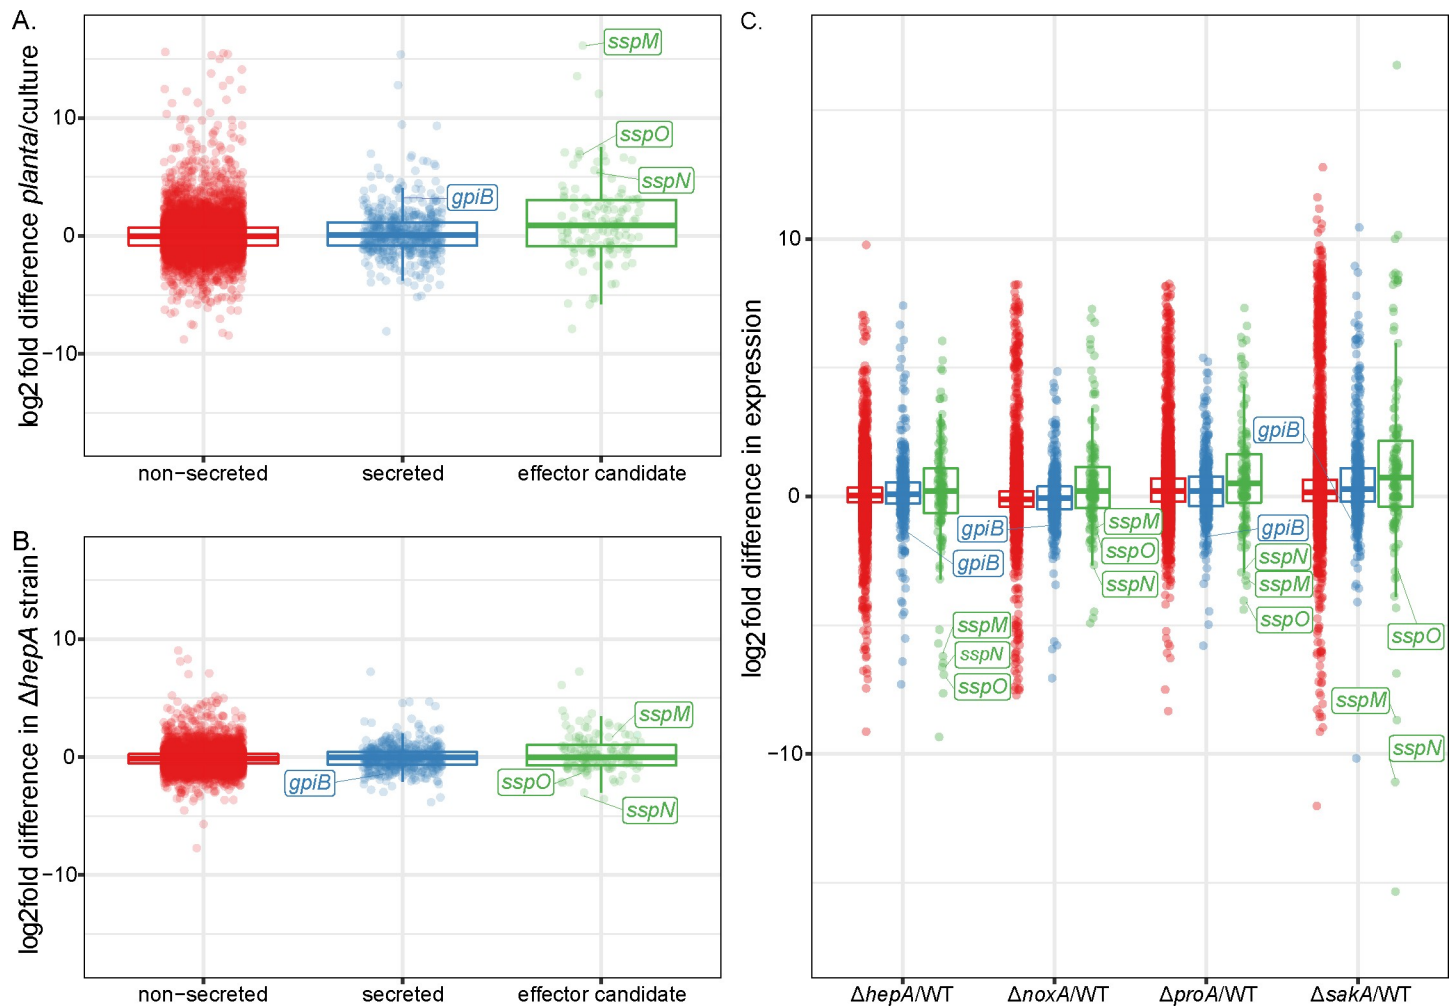 A.
log2 fold difference planta/culture
10
0
−10
sspM
sspO
sspN
gpiB
non−secreted
secreted
effector candidate
B.
log2fold difference in ΔhepA strain.
10
0
−10
sspM
gpiB
sspO
sspN
non−secreted
secreted
effector candidate
C.
log2 fold difference in expression
10
0
−10
gpiB
gpiB
sspM
gpiB
sspO
sspN
gpiB
sspN
sspM
sspM
sspO
sspN
sspO
sspO
sspM
sspN
ΔhepA/WT
ΔnoxA/WT
ΔproA/WT
ΔsakA/WT